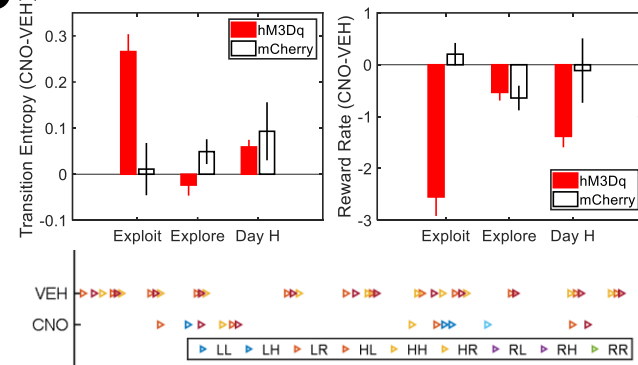 Transition Entropy (CNO-VEH)
0.3
0.2
0.1
0
-0.1
hM3Dq
mCherry
Exploit Explore Day H
Reward Rate (CNO-VEH)
1
0
-1
-2
-3
hM3Dq
mCherry
Exploit Explore Day H
VEH
CNO
LL LH LR HL HH HR RL RH RR